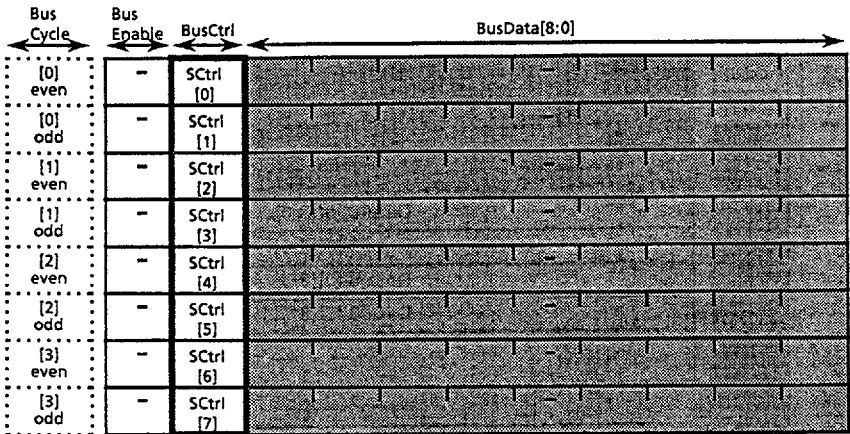 Bus Cycle
Bus Enable
BusCtrl
BusData[8:0]
[0]
even
-
SCtrl
[0]
-
[0]
odd
-
SCtrl
[1]
-
[1]
even
-
SCtrl
[2]
-
[1]
odd
-
SCtrl
[3]
-
[2]
even
-
SCtrl
[4]
-
[2]
odd
-
SCtrl
[5]
-
[3]
even
-
SCtrl
[6]
-
[3]
odd
-
SCtrl
[7]
-